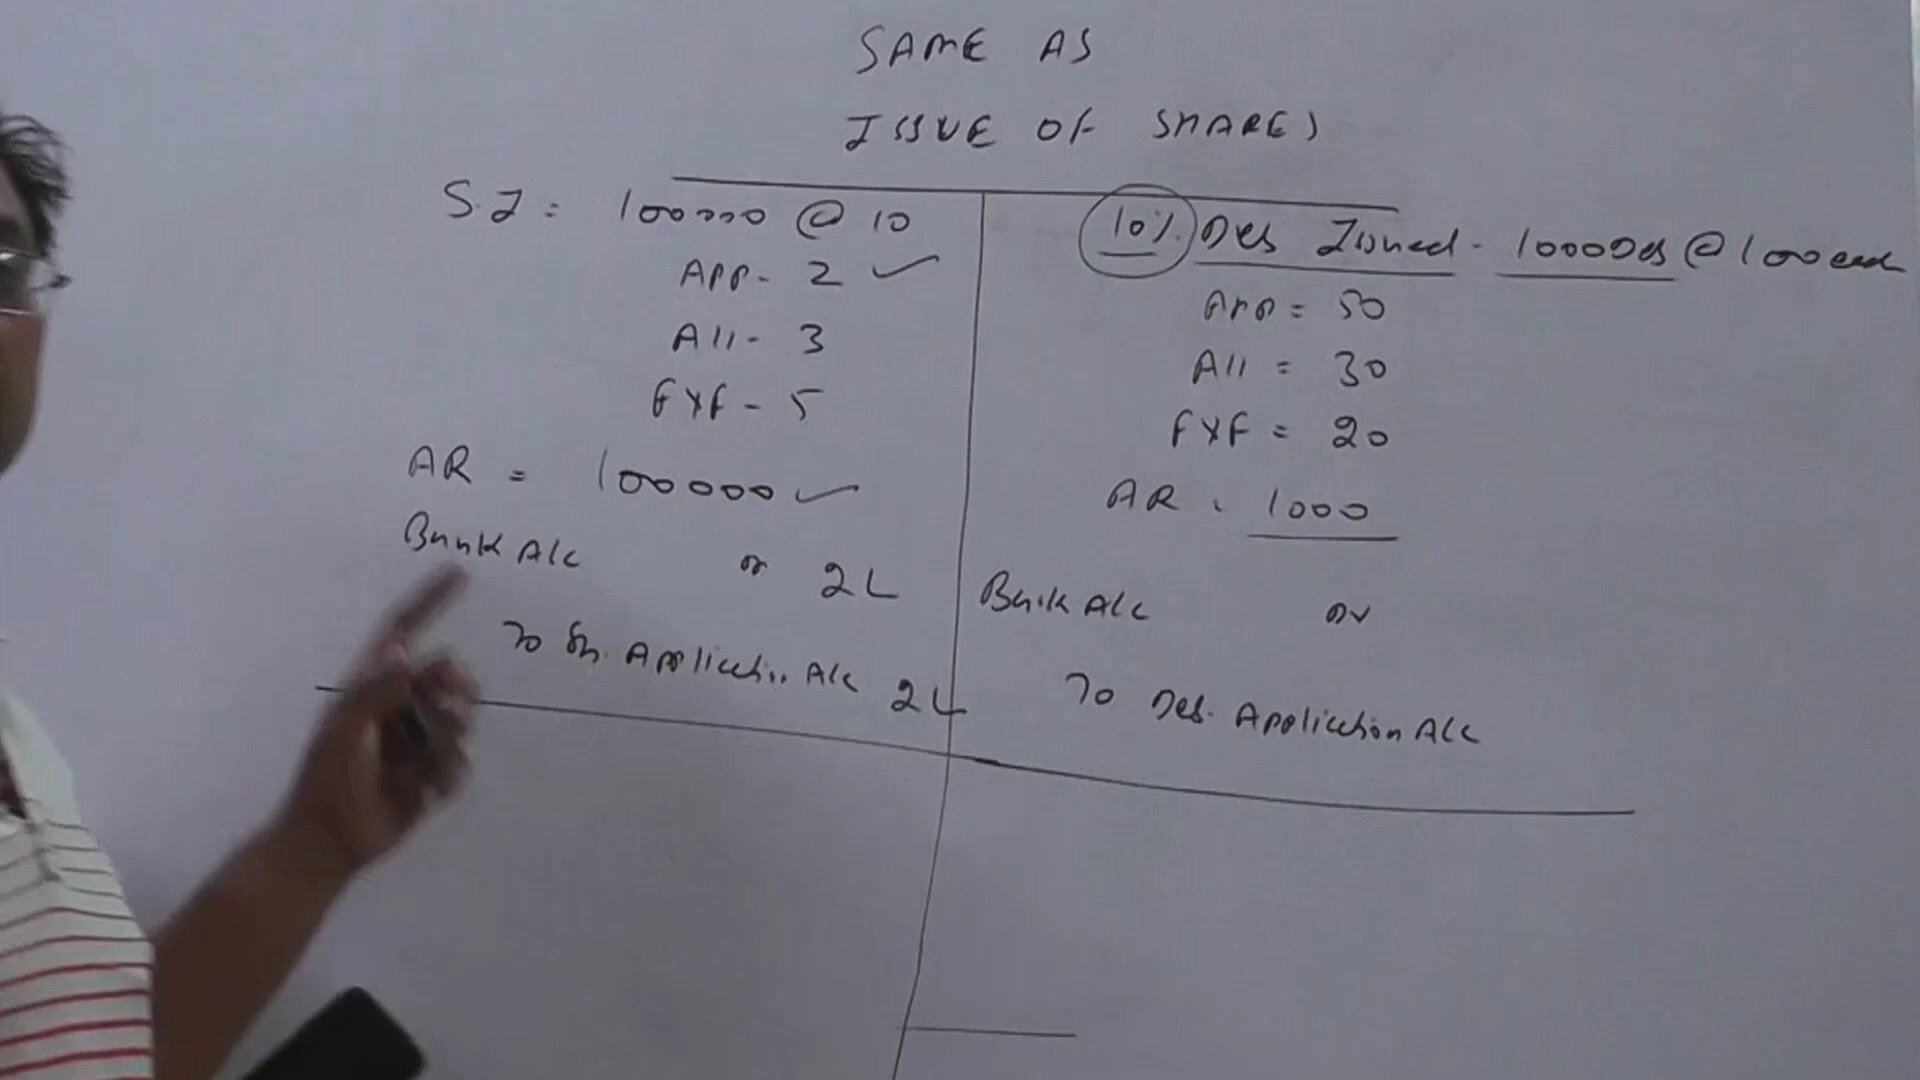 SAME AS
ISSUE OF SHARES
S.I = 100000 @ 10
APP - 2 ✓
All - 3
FYF - 5
AR = 100000 ✓
Bank A/c Dr 2L
To Sh. Application A/c 2L
10% Deb Issued - 1000 Deb @ 100 each
App = 50
All = 30
FYF = 20
AR . 1000
Bank A/c Dr
To Deb. Application A/c